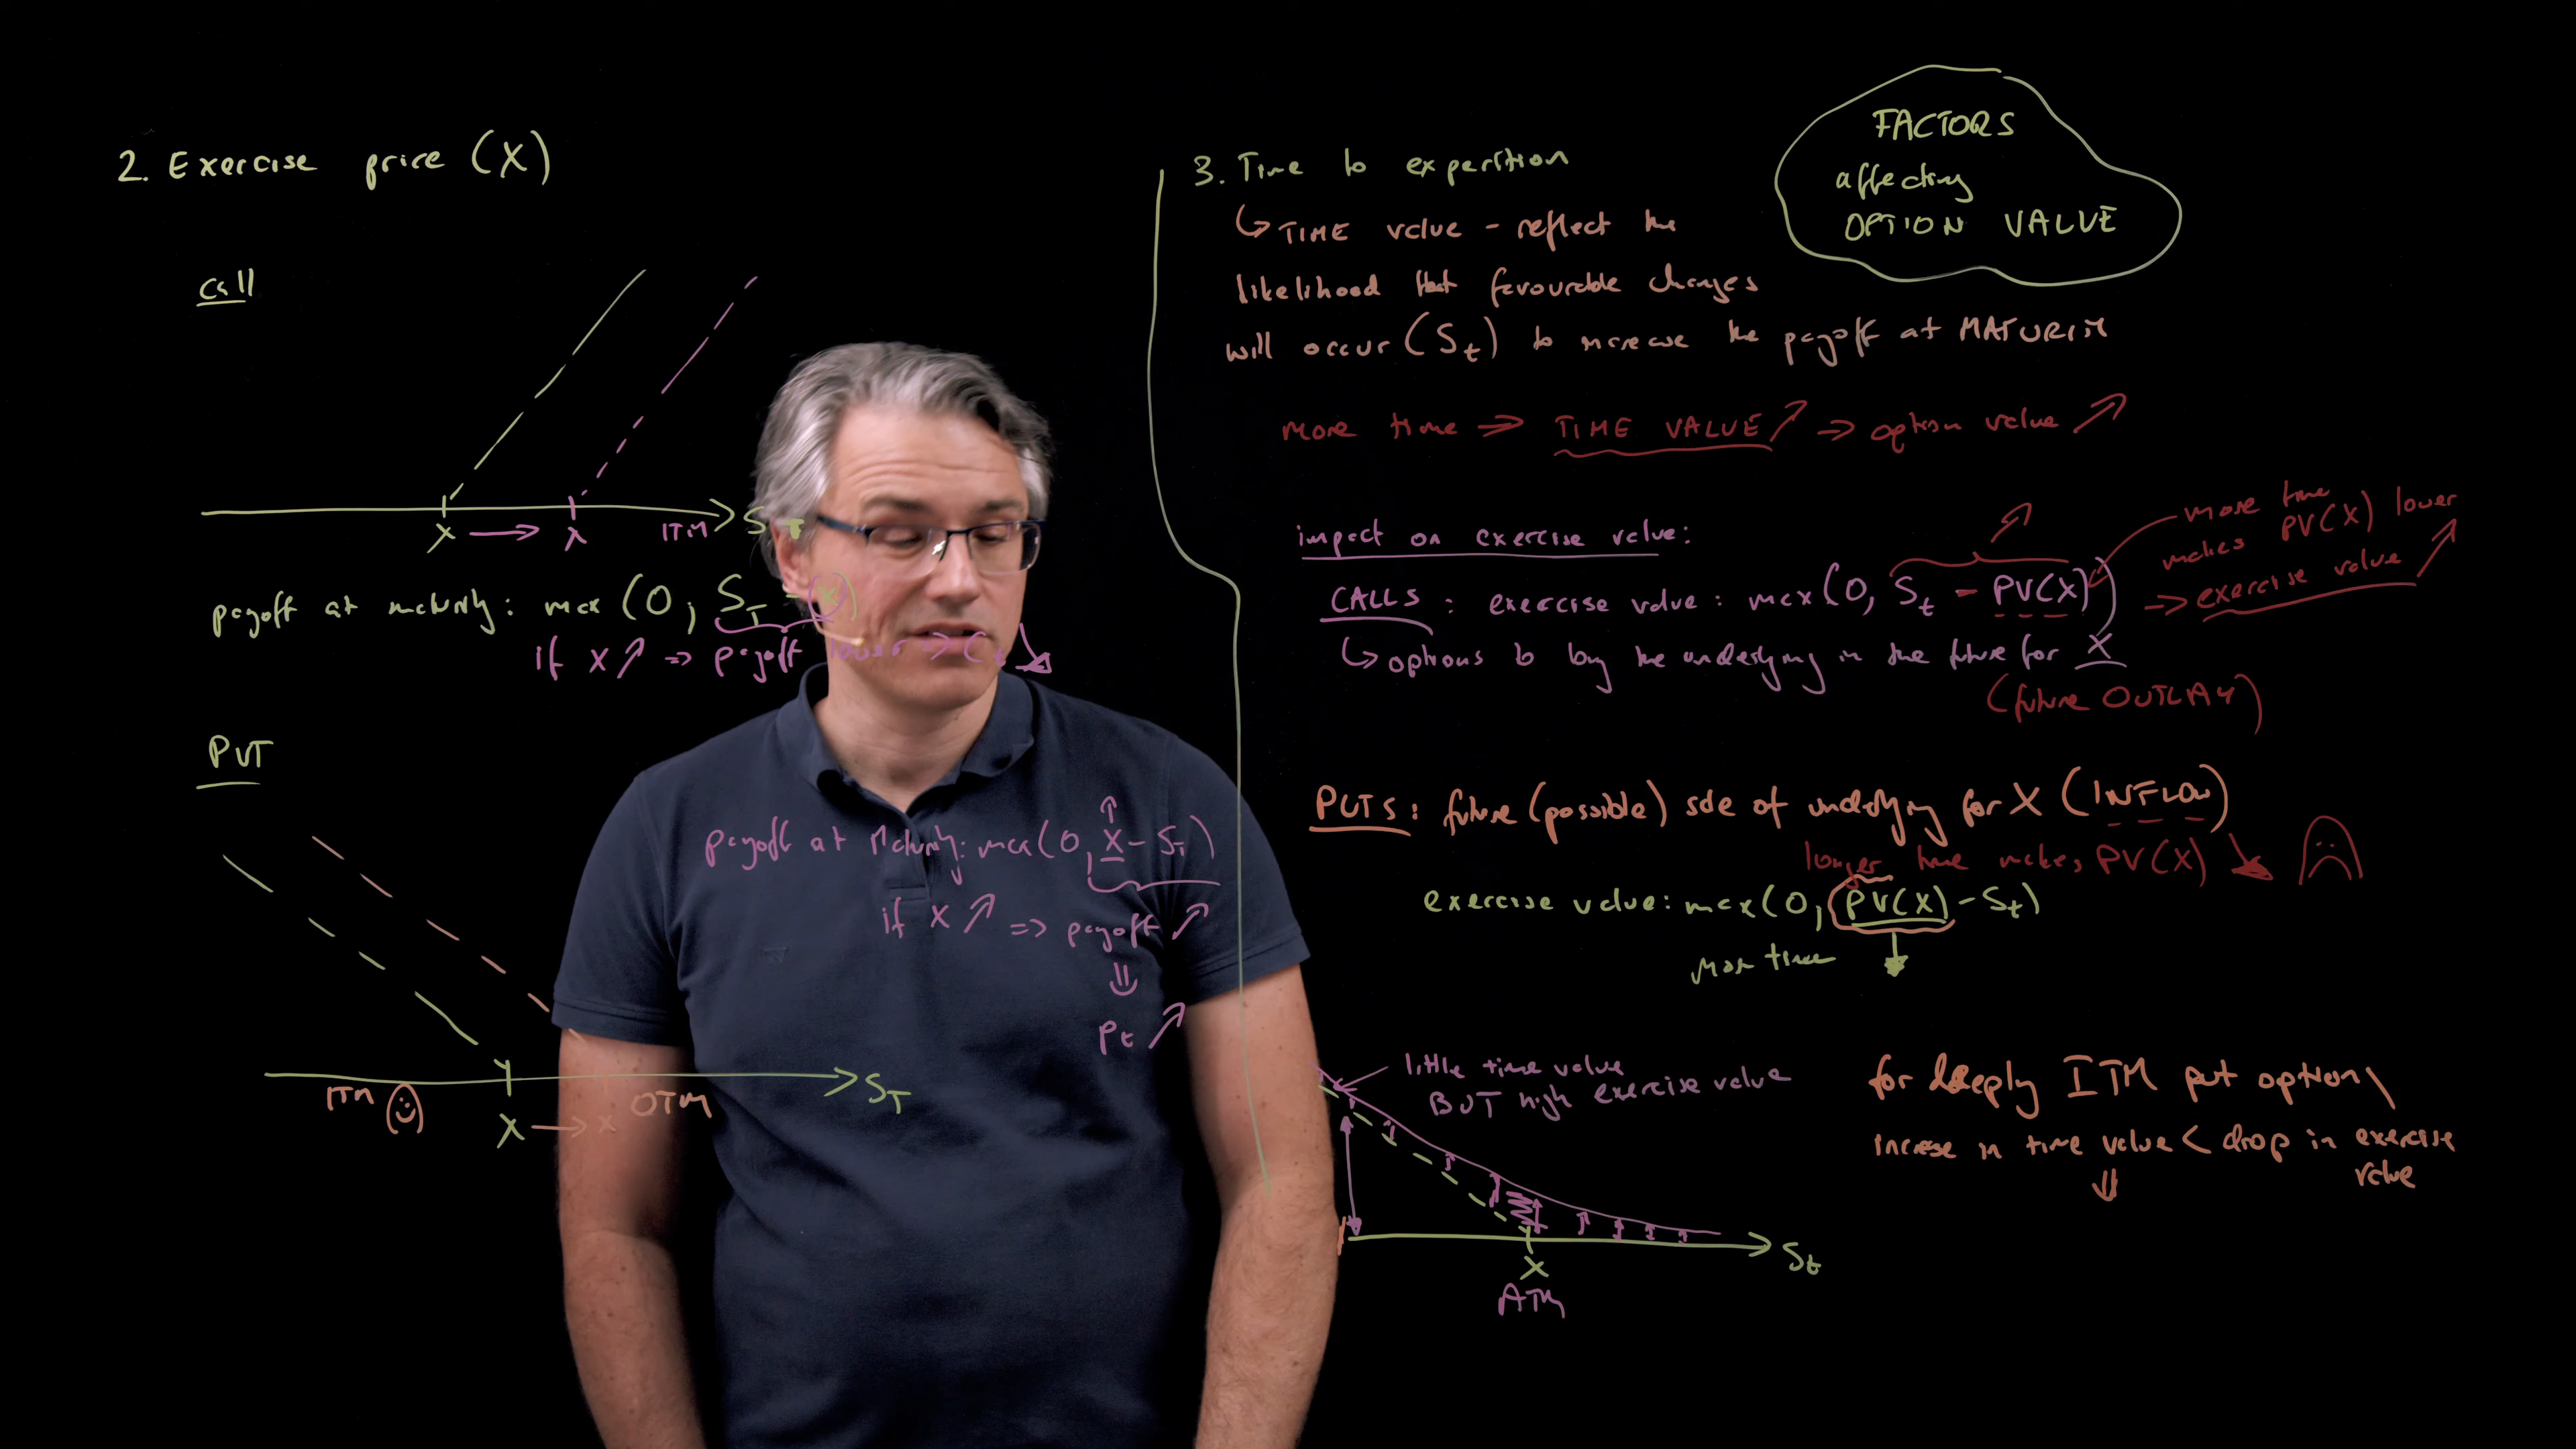 2. Exercise price (X)
call
X → X ITM S_T
payoff at maturity: max (0; S_T - X)
if X ↗ => payoff lower => C_t ↘
PUT
payoff at Maturity: max (0, X - S_T)
if X ↗ => payoff ↗
⇓
P_t ↗
ITM OTM S_T
X → X
FACTORS
affecting
OPTION VALUE
3. Time to experition
↳ TIME value - reflect the
likelihood that favourable changes
will occur (S_t) to increase the payoff at MATURITY
more time => TIME VALUE ↗ => option value ↗
impact on exercise value:
more time
makes PV(X) lower
→ exercise value ↗
CALLS : exercise value: max (0, S_t - PV(X))
↳ options to buy the underlying in the future for X
(future OUTLAY)
PUTS : future (possible) sale of underlying for X (INFLOW)
longer time makes PV(X) ↘
exercise value: max (0, PV(X) - S_t)
more time ↓
little time value
BUT high exercise value
X S_t
ATM
for deeply ITM put options
increase in time value < drop in exercise
value
⇓